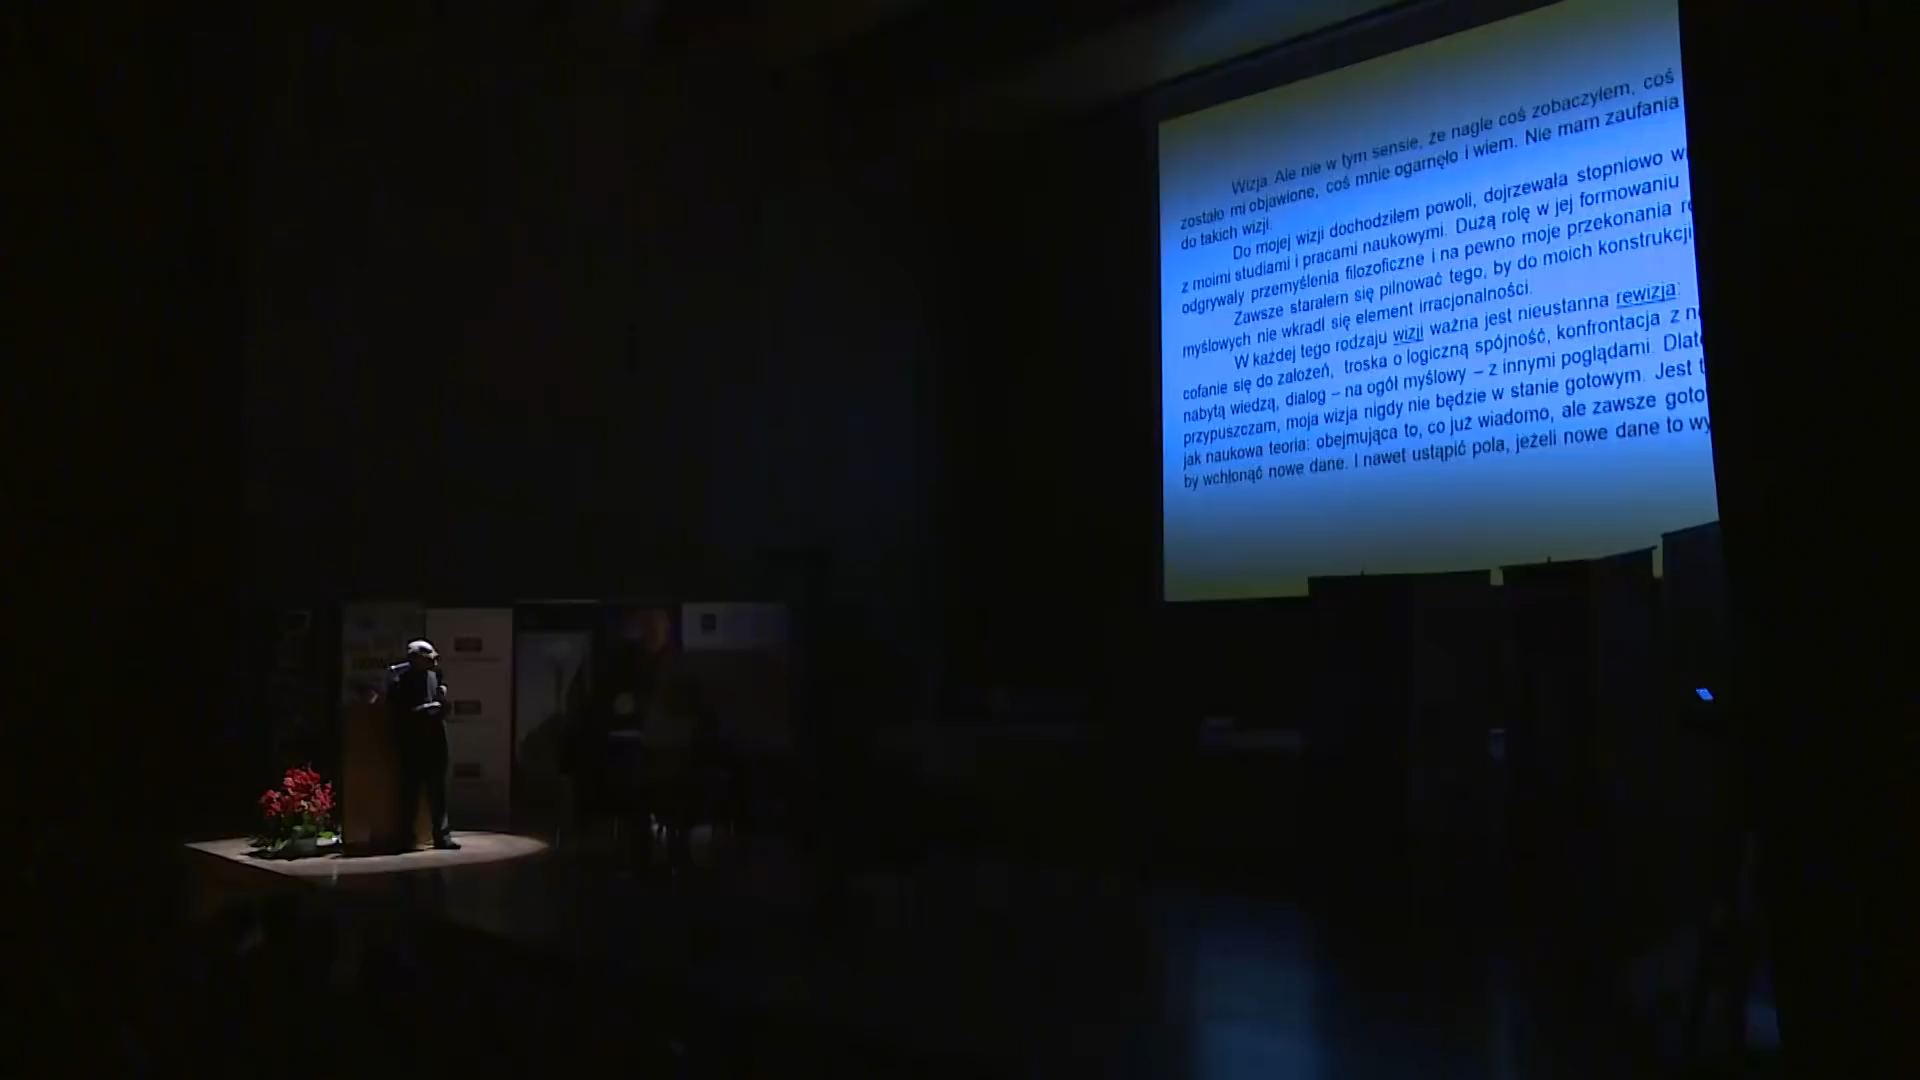 Wizja. Ale nie w tym sensie, że nagle coś zobaczyłem, coś
zostało mi objawione, coś mnie ogarnęło i wiem. Nie mam zaufania
do takich wizji.
Do mojej wizji dochodziłem powoli, dojrzewała stopniowo
z moimi studiami i pracami naukowymi. Dużą rolę w jej formowaniu
odgrywały przemyślenia filozoficzne i na pewno moje przekonania
Zawsze starałem się pilnować tego, by do moich konstrukcji
myślowych nie wkradł się element irracjonalności.
W każdej tego rodzaju wizji ważna jest nieustanna rewizja:
cofanie się do założeń, troska o logiczną spójność, konfrontacja z
nabytą wiedzą, dialog – na ogół myślowy – z innymi poglądami.
przypuszczam, moja wizja nigdy nie będzie w stanie gotowym. Jest
jak naukowa teoria: obejmująca to, co już wiadomo, ale zawsze
by wchłonąć nowe dane. I nawet ustąpić pola, jeżeli nowe dane to